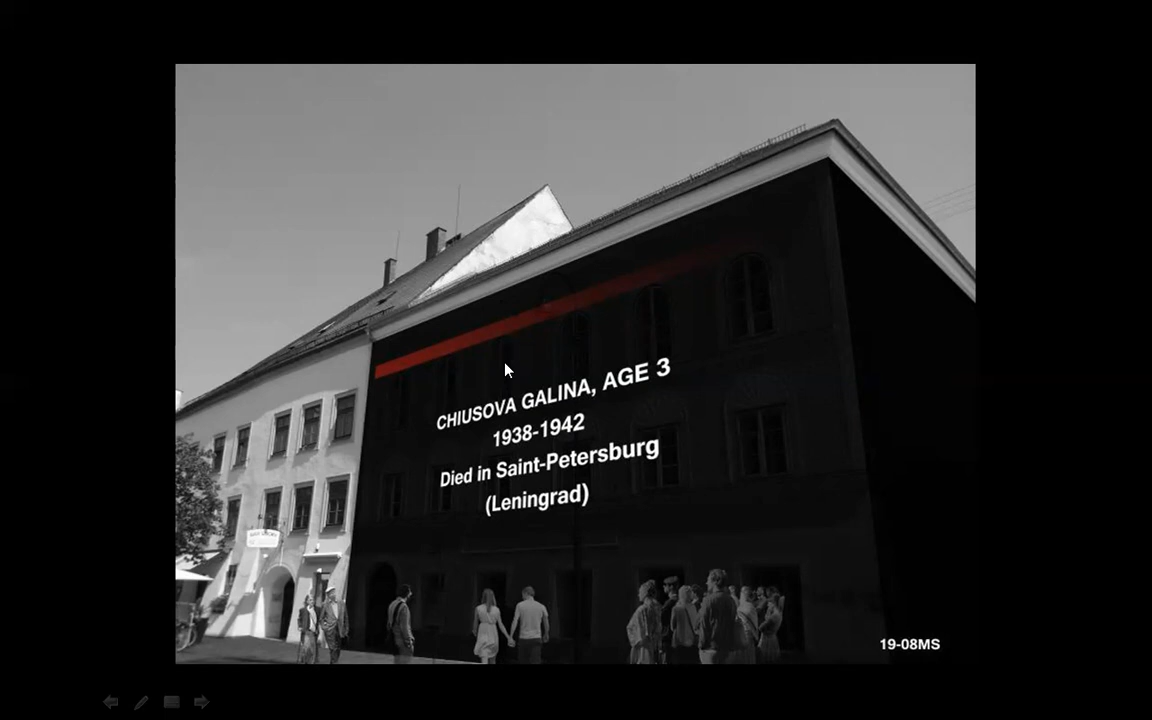 CHIUSOVA GALINA, AGE 3
1938-1942
Died in Saint-Petersburg
(Leningrad)
19-08MS